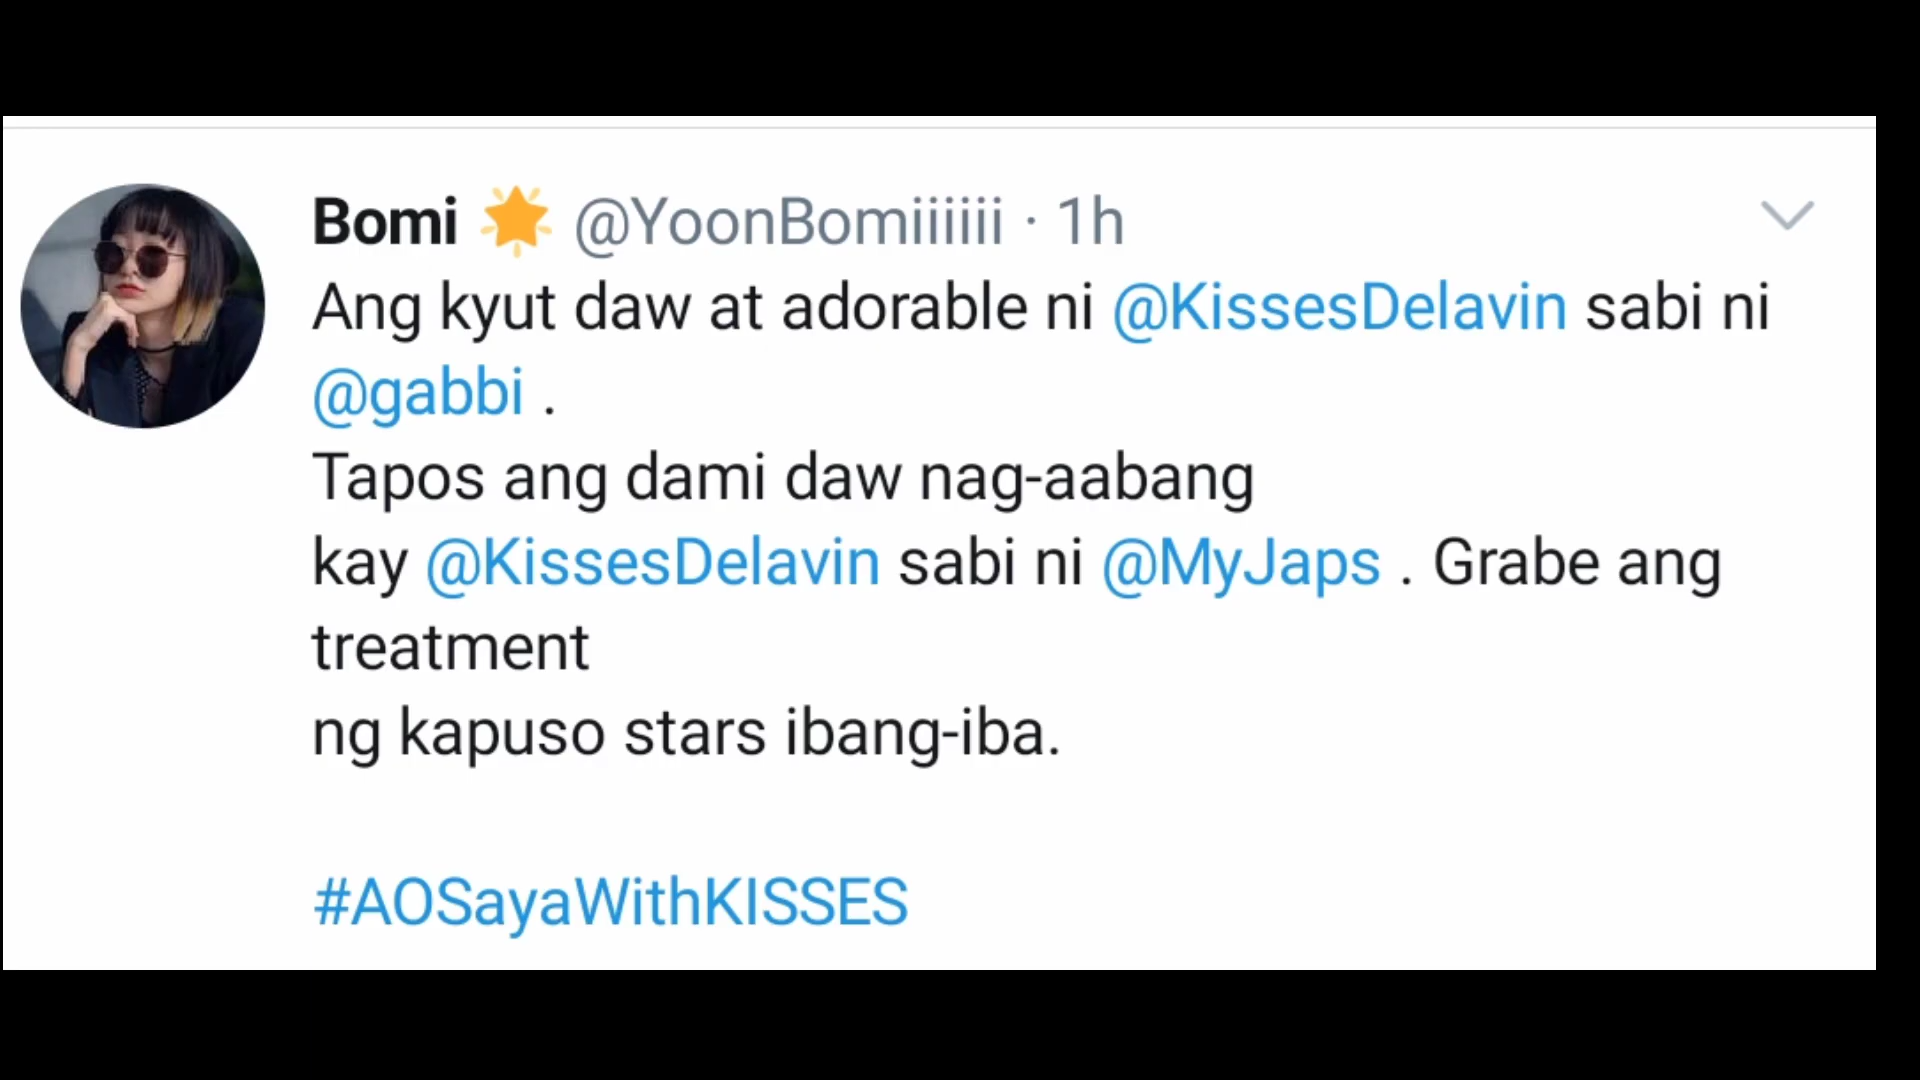 Bomi 🌟 @YoonBomiiiiii · 1h
Ang kyut daw at adorable ni @KissesDelavin sabi ni
@gabbi .
Tapos ang dami daw nag-aabang
kay @KissesDelavin sabi ni @MyJaps . Grabe ang
treatment
ng kapuso stars ibang-iba.
#AOSayaWithKISSES